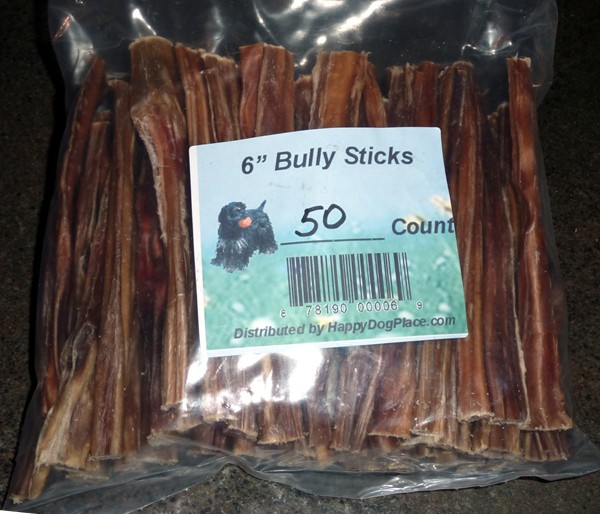 6” Bully Sticks
50 Count
6 78190 00006 9
Distributed by HappyDogPlace.com